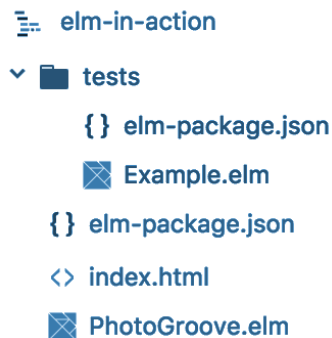 elm-in-action
tests
{} elm-package.json
Example.elm
{} elm-package.json
<> index.html
PhotoGroove.elm